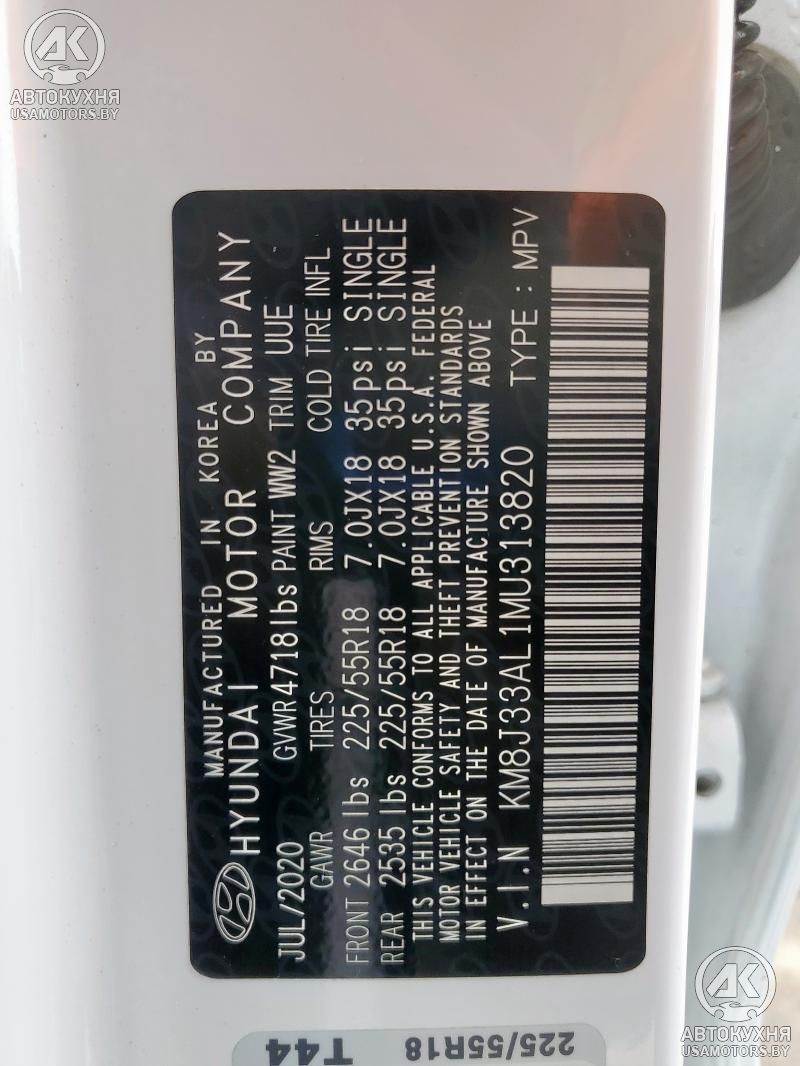 AK
АВТОКУХНЯ
USAMOTORS.BY
MANUFACTURED IN KOREA BY
HYUNDAI MOTOR COMPANY
JUL/2020 GVWR4718lbs PAINT WW2 TRIM UUE
GAWR TIRES RIMS COLD TIRE INFL
FRONT 2646 lbs 225/55R18 7.0JX18 35psi SINGLE
REAR 2535 lbs 225/55R18 7.0JX18 35psi SINGLE
THIS VEHICLE CONFORMS TO ALL APPLICABLE U.S.A. FEDERAL
MOTOR VEHICLE SAFETY AND THEFT PREVENTION STANDARDS
IN EFFECT ON THE DATE OF MANUFACTURE SHOWN ABOVE
V.I.N KM8J33AL1MU313820 TYPE : MPV
T44
225/55R18
AK
АВТОКУХНЯ
USAMOTORS.BY